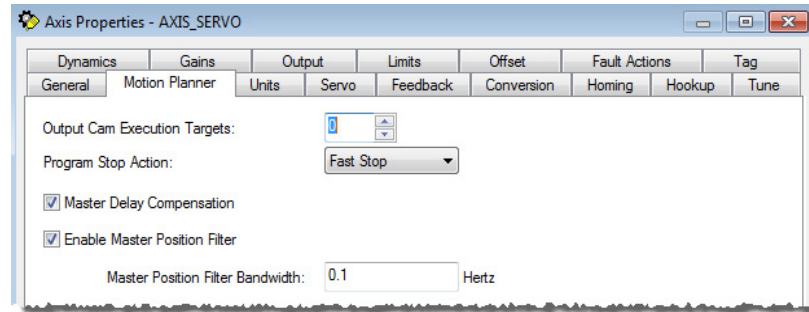 Axis Properties - AXIS_SERVO
Dynamics Gains Output Limits Offset Fault Actions Tag
General Motion Planner Units Servo Feedback Conversion Homing Hookup Tune
Output Cam Execution Targets: 0
Program Stop Action: Fast Stop
Master Delay Compensation
Enable Master Position Filter
Master Position Filter Bandwidth: 0.1 Hertz